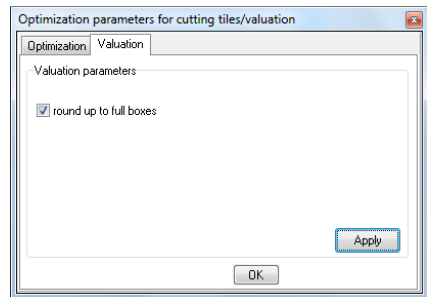 Optimization parameters for cutting tiles/valuation
Optimization Valuation
Valuation parameters
round up to full boxes
Apply
OK